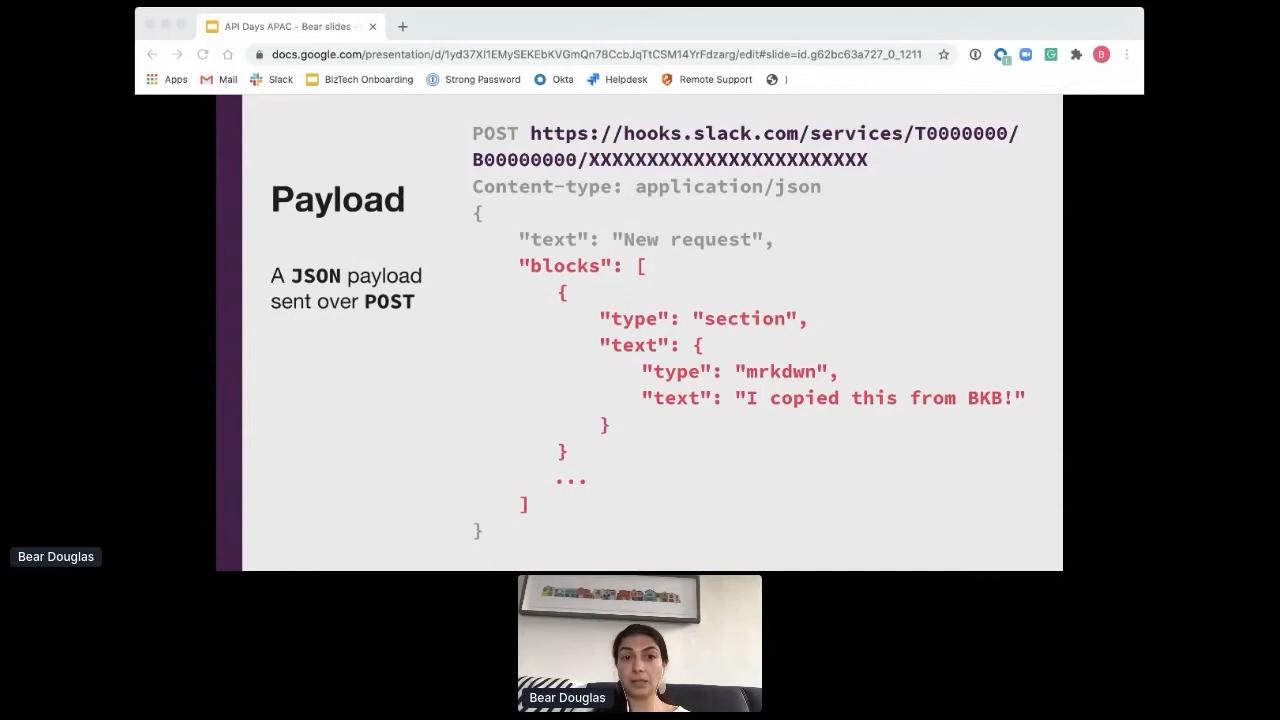 API Days APAC - Bear slides -
docs.google.com/presentation/d/1yd37Xl1EMySEKEbKVGmQn78CcbJqTtCSM14YrFdzarg/edit#slide=id.g62bc63a727_0_1211
Apps Mail Slack BizTech Onboarding Strong Password Okta Helpdesk Remote Support )
Payload
A JSON payload
sent over POST
POST https://hooks.slack.com/services/T0000000/
B00000000/XXXXXXXXXXXXXXXXXXXXXXXX
Content-type: application/json
{
"text": "New request",
"blocks": [
{
"type": "section",
"text": {
"type": "mrkdwn",
"text": "I copied this from BKB!"
}
}
...
]
}
Bear Douglas
Bear Douglas